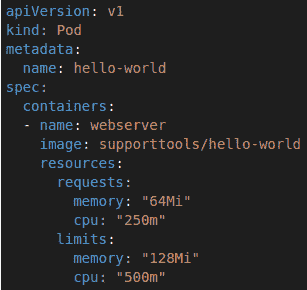 apiVersion: v1
kind: Pod
metadata:
  name: hello-world
spec:
  containers:
  - name: webserver
    image: supporttools/hello-world
    resources:
      requests:
        memory: "64Mi"
        cpu: "250m"
      limits:
        memory: "128Mi"
        cpu: "500m"